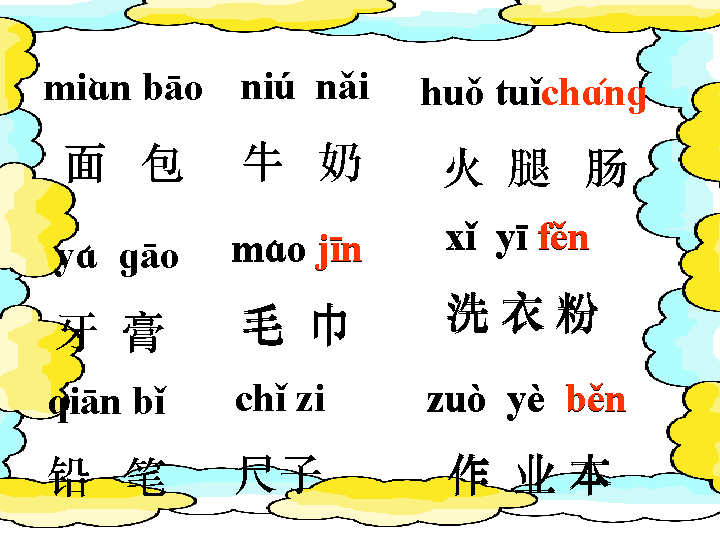 miàn bāo niú nǎi huǒ tuǐcháng
面 包 牛 奶 火 腿 肠
yá gāo máo jīn xǐ yī fěn
牙 膏 毛 巾 洗 衣 粉
qiān bǐ chǐ zi zuò yè běn
铅 笔 尺子 作 业 本